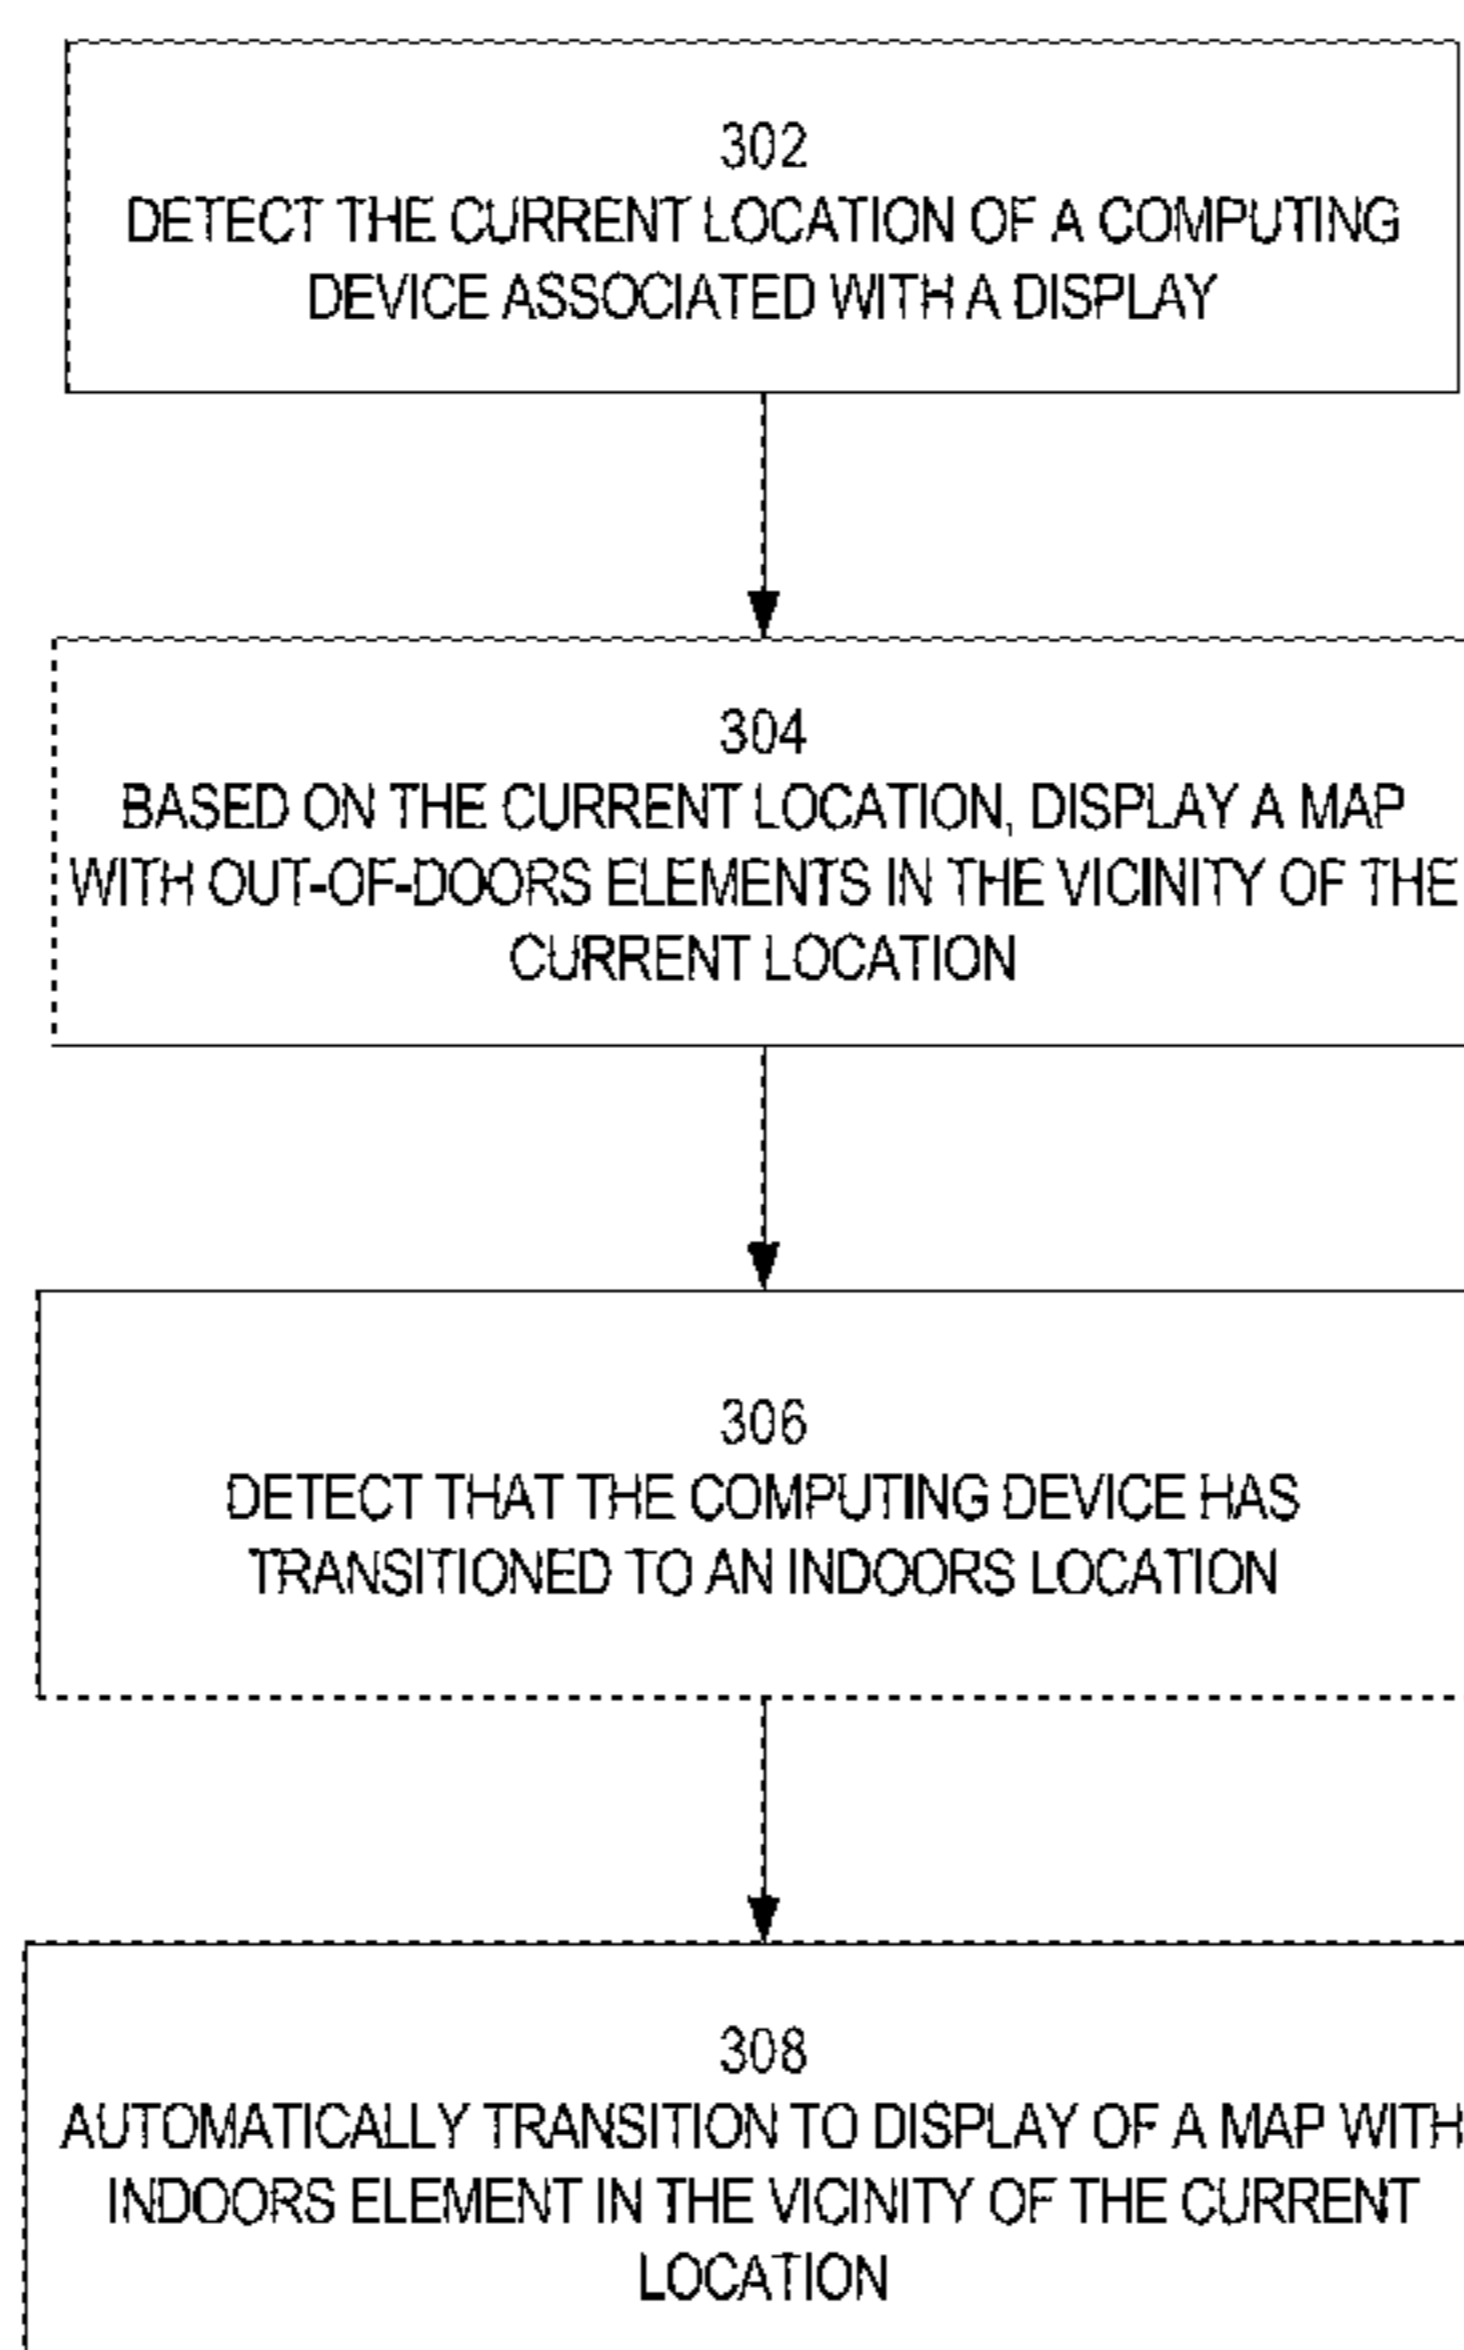 302
DETECT THE CURRENT LOCATION OF A COMPUTING
DEVICE ASSOCIATED WITH A DISPLAY
304
BASED ON THE CURRENT LOCATION, DISPLAY A MAP
WITH OUT-OF-DOORS ELEMENTS IN THE VICINITY OF THE
CURRENT LOCATION
306
DETECT THAT THE COMPUTING DEVICE HAS
TRANSITIONED TO AN INDOORS LOCATION
308
AUTOMATICALLY TRANSITION TO DISPLAY OF A MAP WITH
INDOORS ELEMENT IN THE VICINITY OF THE CURRENT
LOCATION